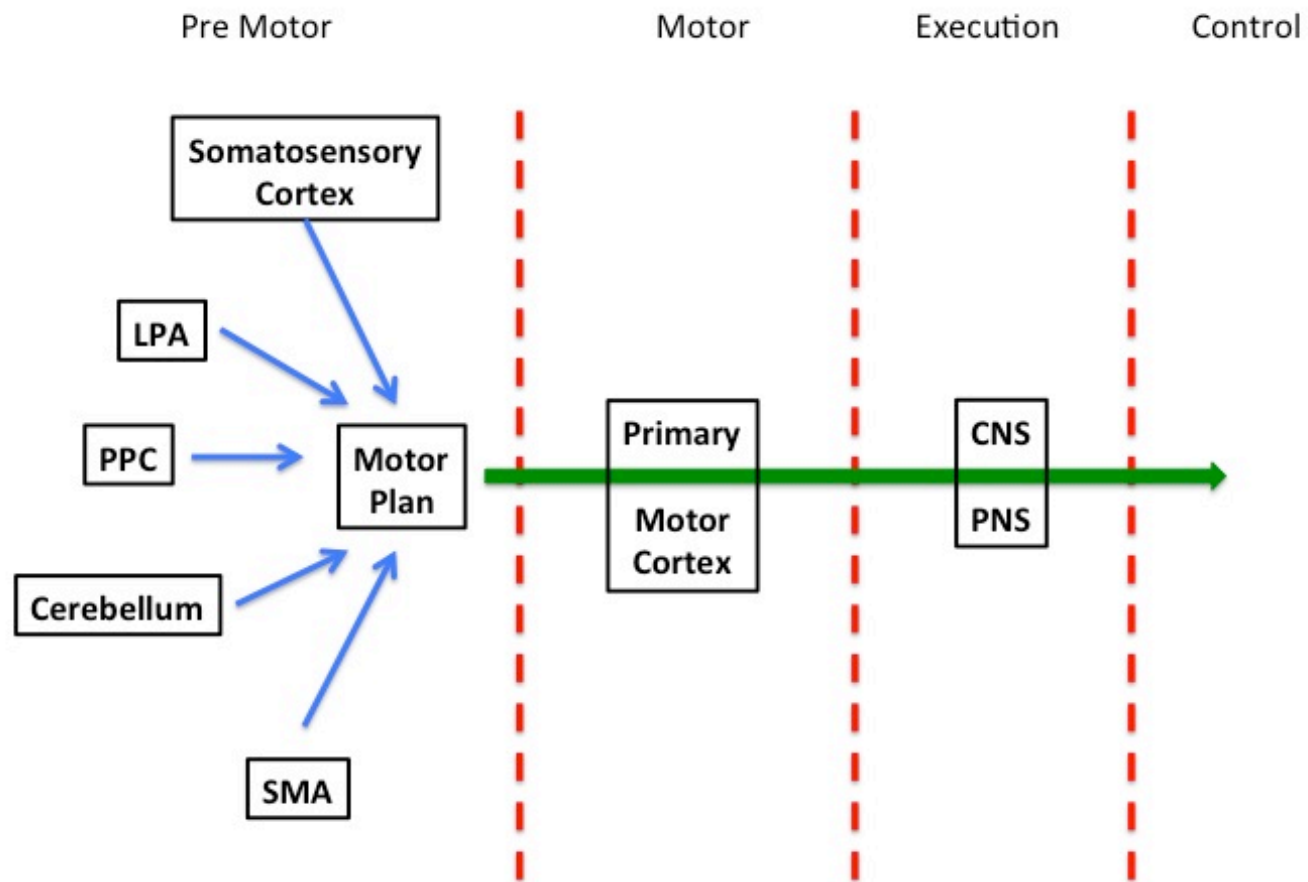 Pre Motor
Motor
Execution
Control
Somatosensory
Cortex
LPA
PPC
Motor
Plan
Cerebellum
SMA
Primary
Motor
Cortex
CNS
PNS